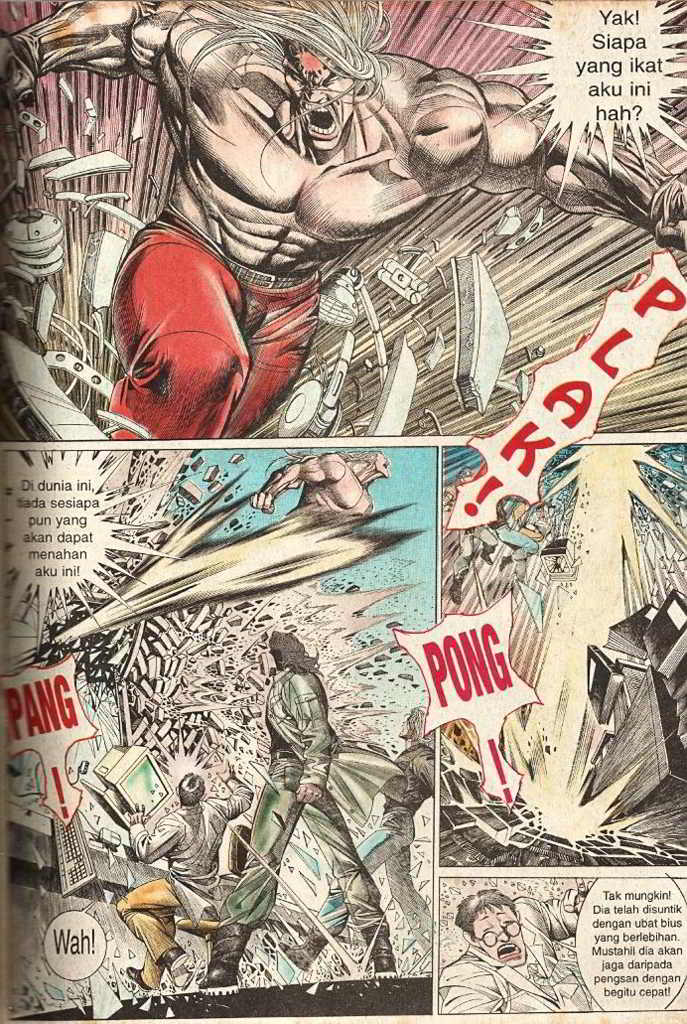 Yak!
Siapa
yang ikat
aku ini
hah?
PLAK!
Di dunia ini,
tiada sesiapa
pun yang
akan dapat
menahan
aku ini!
PANG!
PONG!
Wah!
Tak mungkin!
Dia telah disuntik
dengan ubat bius
yang berlebihan.
Mustahil dia akan
jaga daripada
pengsan dengan
begitu cepat!